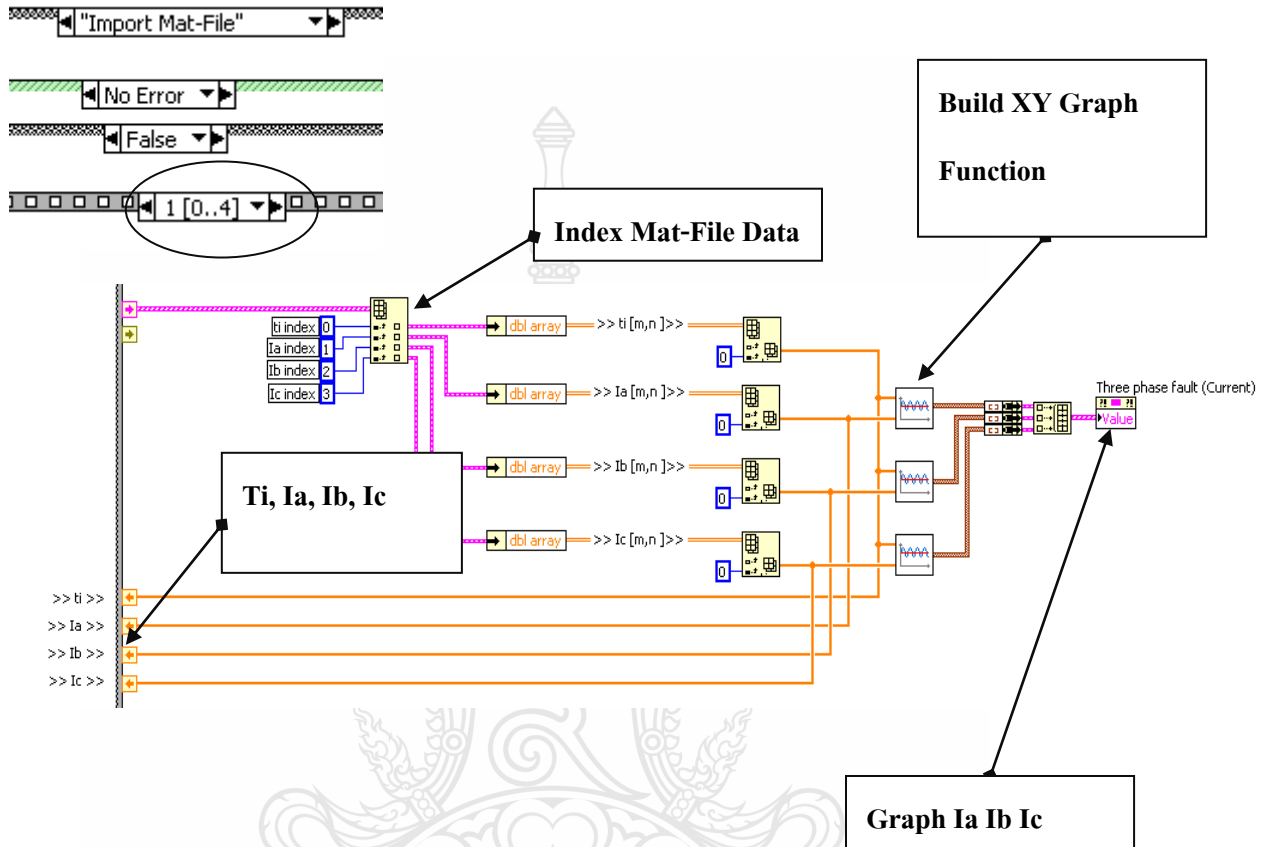 "Import Mat-File"
No Error
False
1 [0..4]
Build XY Graph
Function
Index Mat-File Data
ti index 0
Ia index 1
Ib index 2
Ic index 3
dbl array >> ti [m,n ]>>
0
dbl array >> Ia [m,n ]>>
0
dbl array >> Ib [m,n ]>>
0
dbl array >> Ic [m,n ]>>
0
Three phase fault (Current)
Value
Ti, Ia, Ib, Ic
>> ti >>
>> Ia >>
>> Ib >>
>> Ic >>
Graph Ia Ib Ic